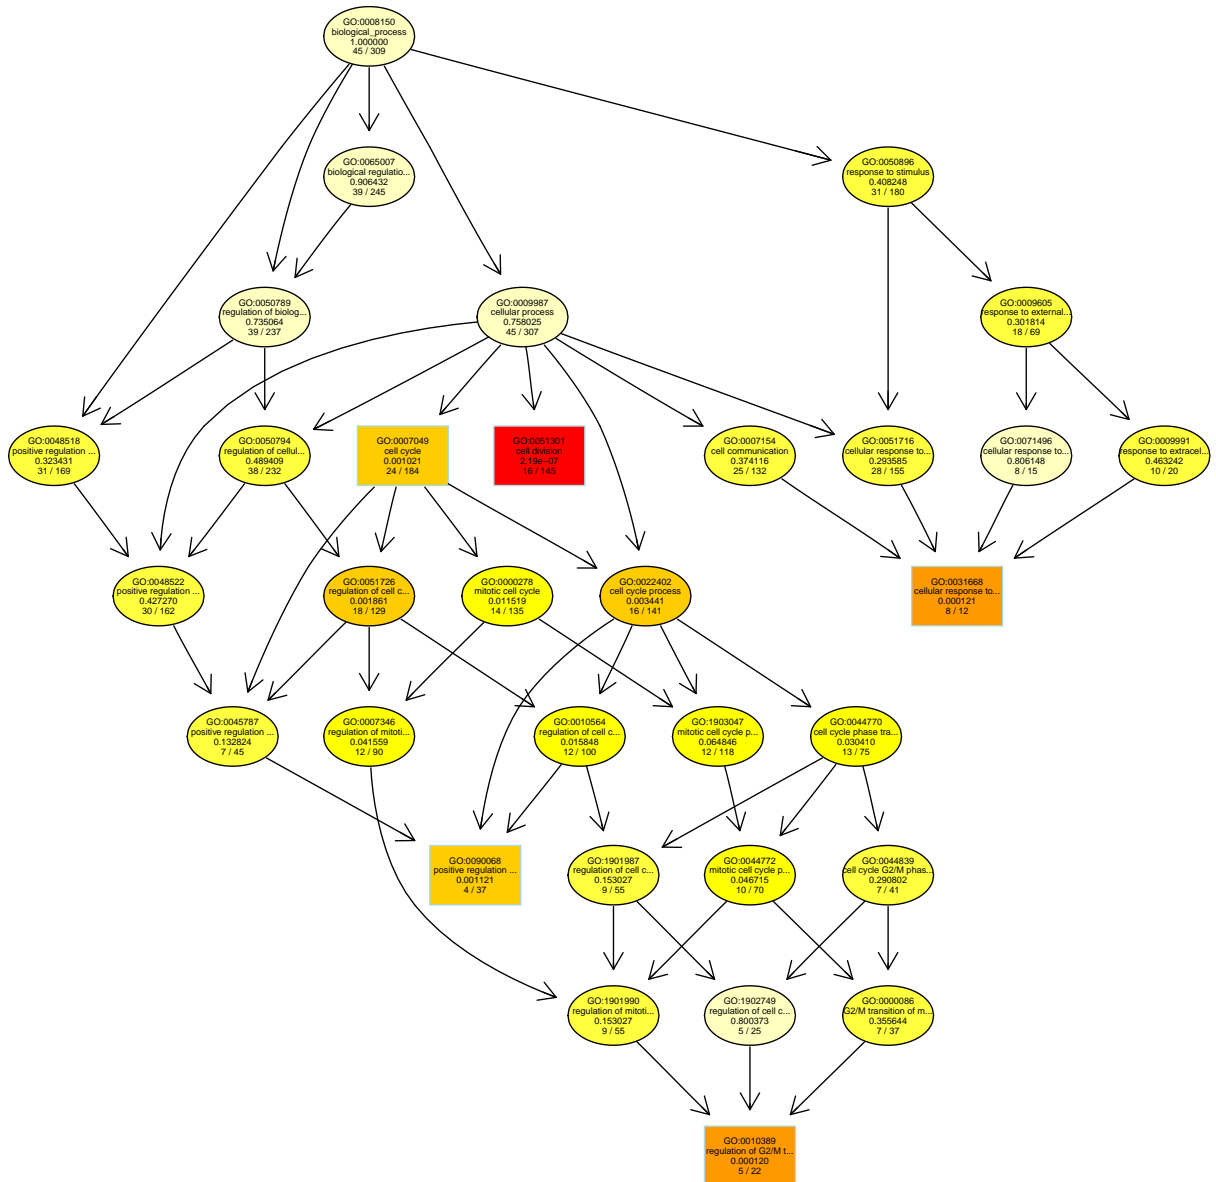 GO:0008150
biological_process
1.000000
45 / 309
GO:0065007
biological regulatio...
0.906432
39 / 245
GO:0050896
response to stimulus
0.408248
31 / 180
GO:0050789
regulation of biolog...
0.735064
39 / 237
GO:0009987
cellular process
0.758025
45 / 307
GO:0009605
response to external...
0.301814
18 / 69
GO:0048518
positive regulation ...
0.323431
31 / 169
GO:0050794
regulation of cellul...
0.489409
38 / 232
GO:0007049
cell cycle
0.001021
24 / 184
GO:0051301
cell division
2.19e-07
16 / 145
GO:0007154
cell communication
0.374116
25 / 132
GO:0051716
cellular response to...
0.293585
28 / 155
GO:0071496
cellular response to...
0.806148
8 / 15
GO:0009991
response to extracel...
0.463242
10 / 20
GO:0048522
positive regulation ...
0.427270
30 / 162
GO:0051726
regulation of cell c...
0.001861
18 / 129
GO:0000278
mitotic cell cycle
0.011519
14 / 135
GO:0022402
cell cycle process
0.003441
16 / 141
GO:0031668
cellular response to...
0.000121
8 / 12
GO:0045787
positive regulation ...
0.132824
7 / 45
GO:0007346
regulation of mitoti...
0.041559
12 / 90
GO:0010564
regulation of cell c...
0.015848
12 / 100
GO:1903047
mitotic cell cycle p...
0.064846
12 / 118
GO:0044770
cell cycle phase tra...
0.030410
13 / 75
GO:0090068
positive regulation ...
0.001121
4 / 37
GO:1901987
regulation of cell c...
0.153027
9 / 55
GO:0044772
mitotic cell cycle p...
0.046715
10 / 70
GO:0044839
cell cycle G2/M phas...
0.290802
7 / 41
GO:1901990
regulation of mitoti...
0.153027
9 / 55
GO:1902749
regulation of cell c...
0.800373
5 / 25
GO:0000086
G2/M transition of m...
0.355644
7 / 37
GO:0010389
regulation of G2/M t...
0.000120
5 / 22